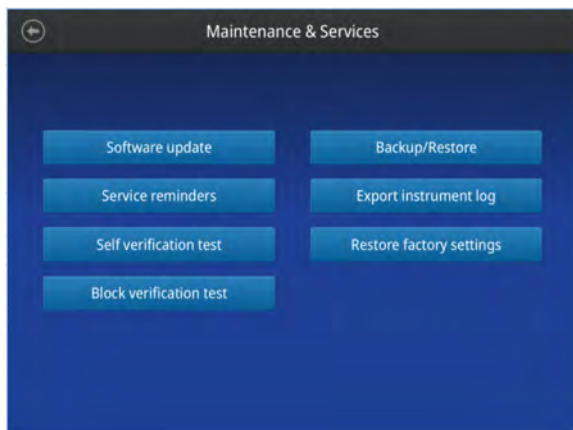 Maintenance & Services
Software update
Backup/Restore
Service reminders
Export instrument log
Self verification test
Restore factory settings
Block verification test